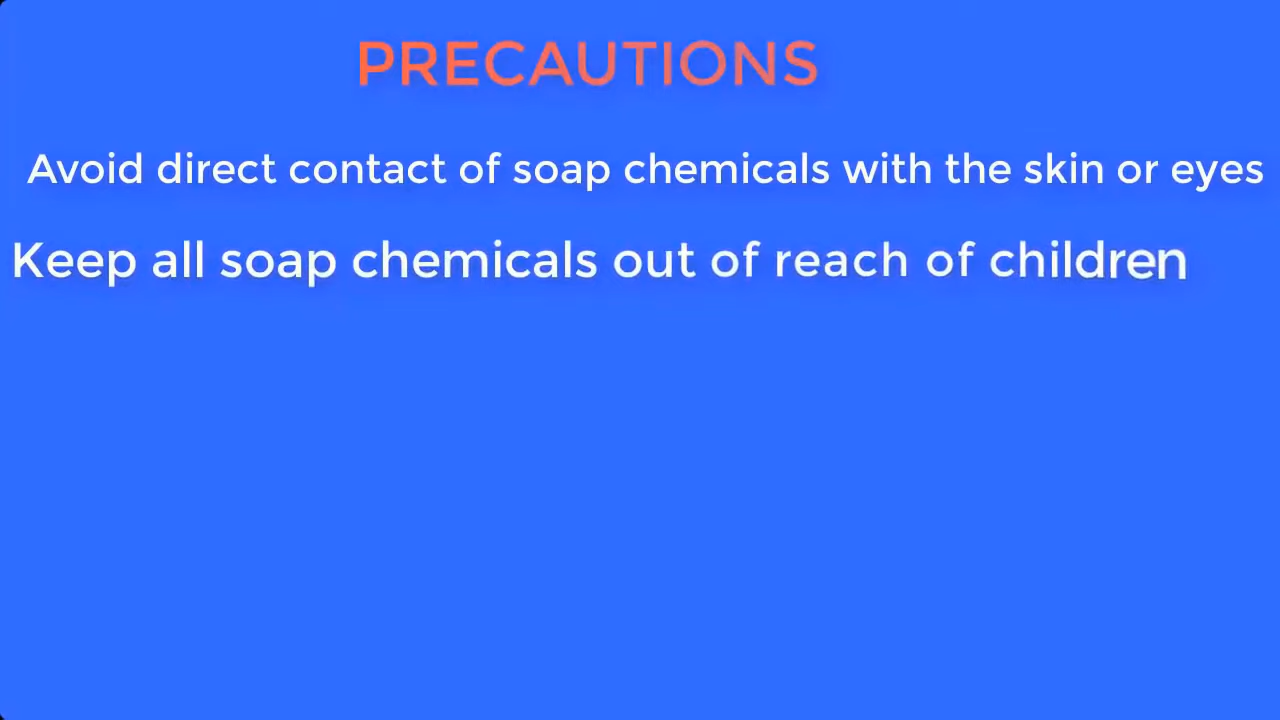 PRECAUTIONS
Avoid direct contact of soap chemicals with the skin or eyes
Keep all soap chemicals out of reach of children